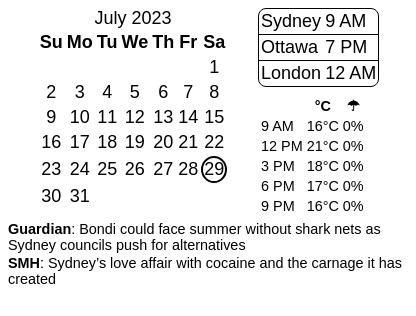 July 2023
Su Mo Tu We Th Fr Sa
1
2 3 4 5 6 7 8
9 10 11 12 13 14 15
16 17 18 19 20 21 22
23 24 25 26 27 28 29
30 31
Sydney 9 AM
Ottawa 7 PM
London 12 AM
°C ☂
9 AM 16°C 0%
12 PM 21°C 0%
3 PM 18°C 0%
6 PM 17°C 0%
9 PM 16°C 0%
Guardian: Bondi could face summer without shark nets as
Sydney councils push for alternatives
SMH: Sydney’s love affair with cocaine and the carnage it has
created